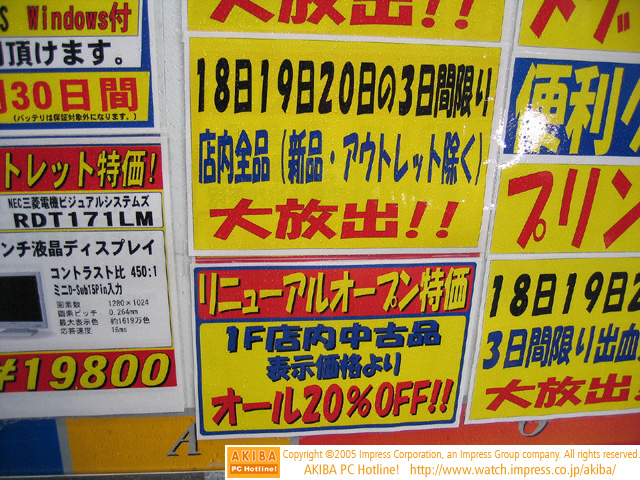 S Windows付
頂けます。
30日間
(バッテリは保証対象外になります。)
トレット特価!
NEC三菱電機ビジュアルシステムズ
RDT171LM
ンチ液晶ディスプレイ
コントラスト比 450:1
ミニD-Sub15Pin入力
画素数 1280×1024
画素ピッチ 0.264mm
最大表示色 約1619万色
応答速度 16ms
¥19800
大放出!!
18日19日20日の3日間限り
店内全品(新品・アウトレット除く)
大放出!!
リニューアルオープン特価
1F店内中古品
表示価格より
オール20%OFF!!
便利
プリン
18日19日2
3日間限り出血
大放出!
A
AKIBA
PC Hotline!
Copyright ©2005 Impress Corporation, an Impress Group company. All rights reserved.
AKIBA PC Hotline! http://www.watch.impress.co.jp/akiba/